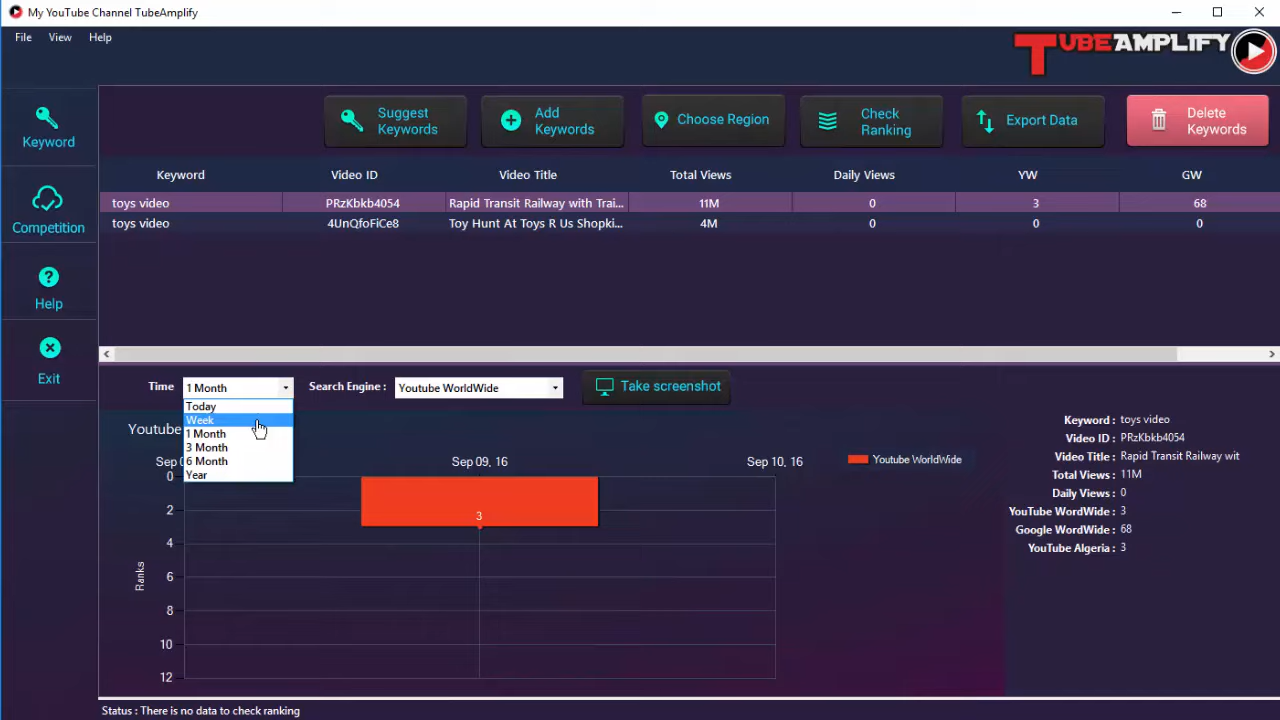 My YouTube Channel TubeAmplify
File View Help
TUBEAMPLIFY
Keyword
Competition
Help
Exit
Suggest Keywords
Add Keywords
Choose Region
Check Ranking
Export Data
Delete Keywords
Keyword Video ID Video Title Total Views Daily Views YW GW
toys video PRzKbkb4054 Rapid Transit Railway with Trai... 11M 0 3 68
toys video 4UnQfoFiCe8 Toy Hunt At Toys R Us Shopki... 4M 0 0 0
Time 1 Month Search Engine : Youtube WorldWide Take screenshot
Today
Week
1 Month
3 Month
6 Month
Year
Youtube
Sep 09, 16 Sep 10, 16
Youtube WorldWide
0
2
4
6
8
10
12
3
Ranks
Keyword : toys video
Video ID : PRzKbkb4054
Video Title : Rapid Transit Railway wit
Total Views : 11M
Daily Views : 0
YouTube WordWide : 3
Google WordWide : 68
YouTube Algeria : 3
Status : There is no data to check ranking